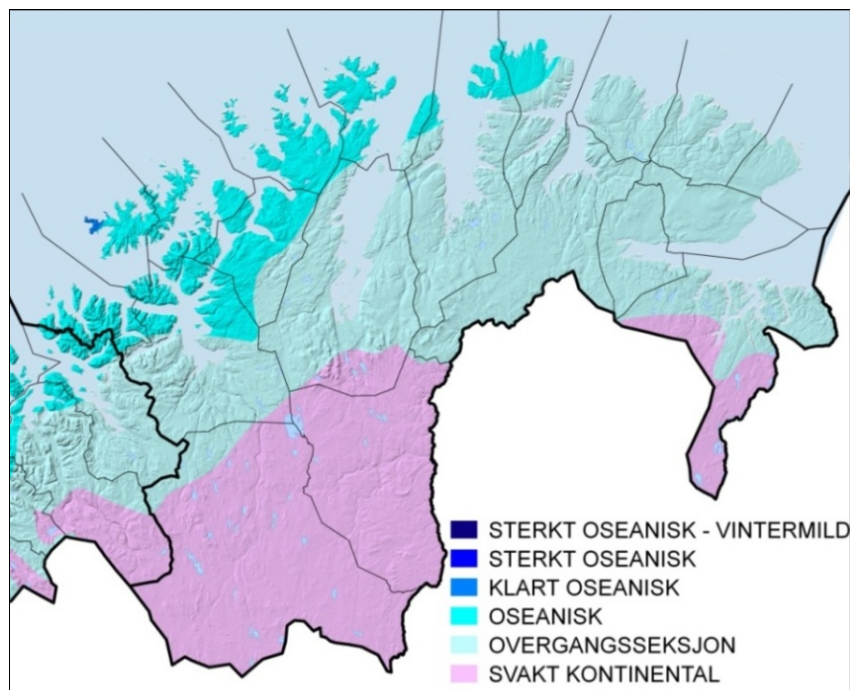 STERKT OSEANISK - VINTERMILD
STERKT OSEANISK
KLART OSEANISK
OSEANISK
OVERGANGSSEKSJON
SVAKT KONTINENTAL